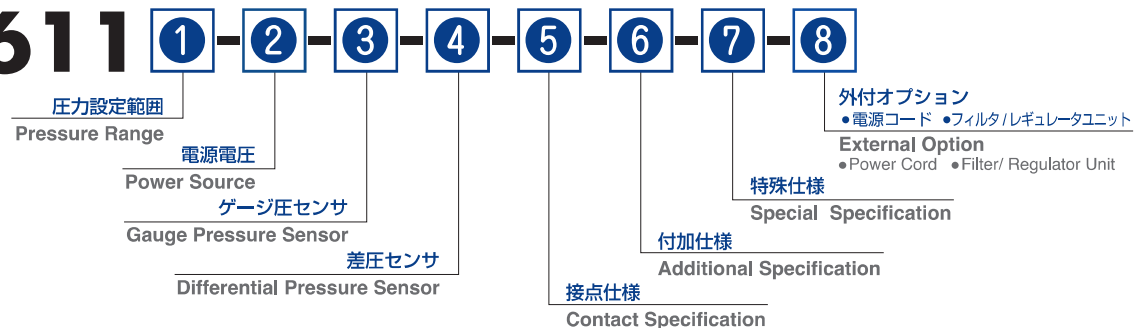 611 1-2-3-4-5-6-7-8
圧力設定範囲
Pressure Range
電源電圧
Power Source
ゲージ圧センサ
Gauge Pressure Sensor
差圧センサ
Differential Pressure Sensor
接点仕様
Contact Specification
付加仕様
Additional Specification
特殊仕様
Special Specification
外付オプション
●電源コード ●フィルタ/レギュレータユニット
External Option
●Power Cord ●Filter/ Regulator Unit